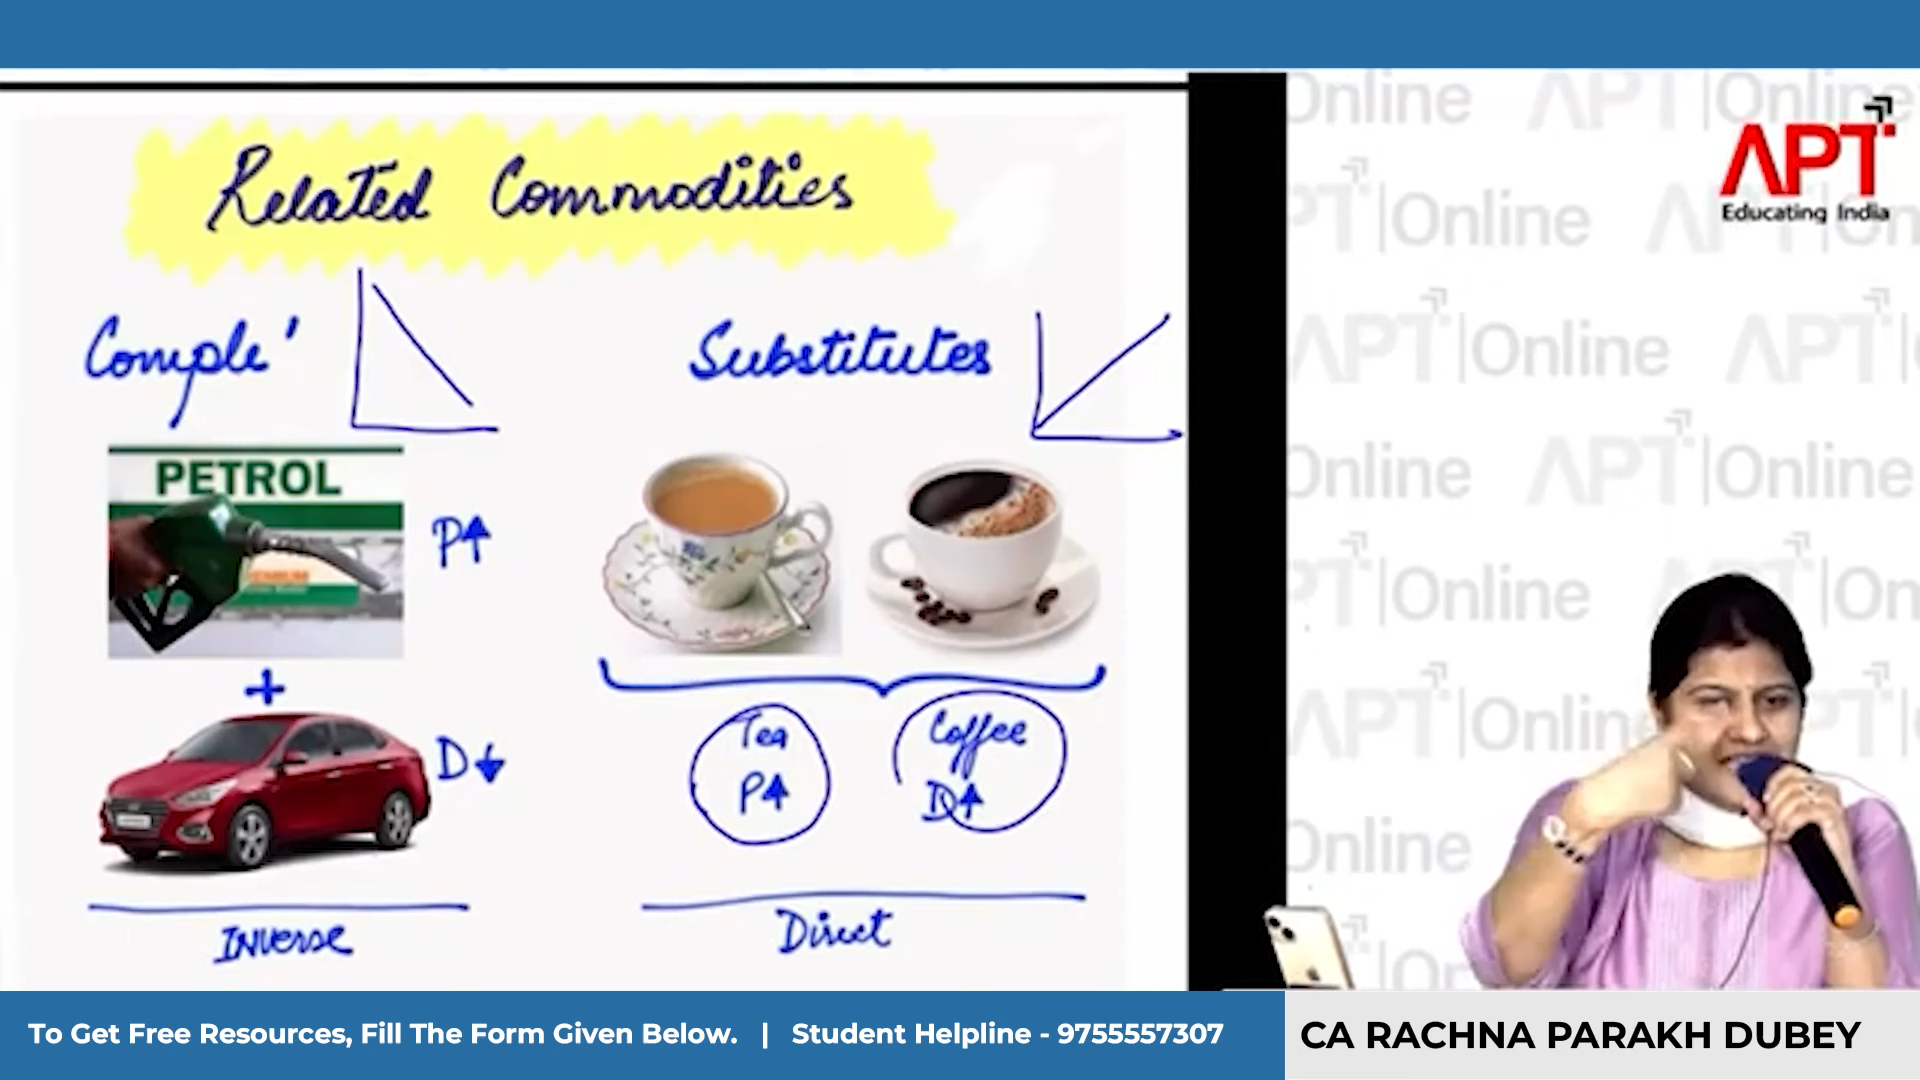 Related Commodities
Comple'
Substitutes
PETROL
P↑
+
D↓
Tea
P↑
Coffee
D↑
Inverse
Direct
APT
Educating India
APT|Online
To Get Free Resources, Fill The Form Given Below. | Student Helpline - 9755557307
CA RACHNA PARAKH DUBEY